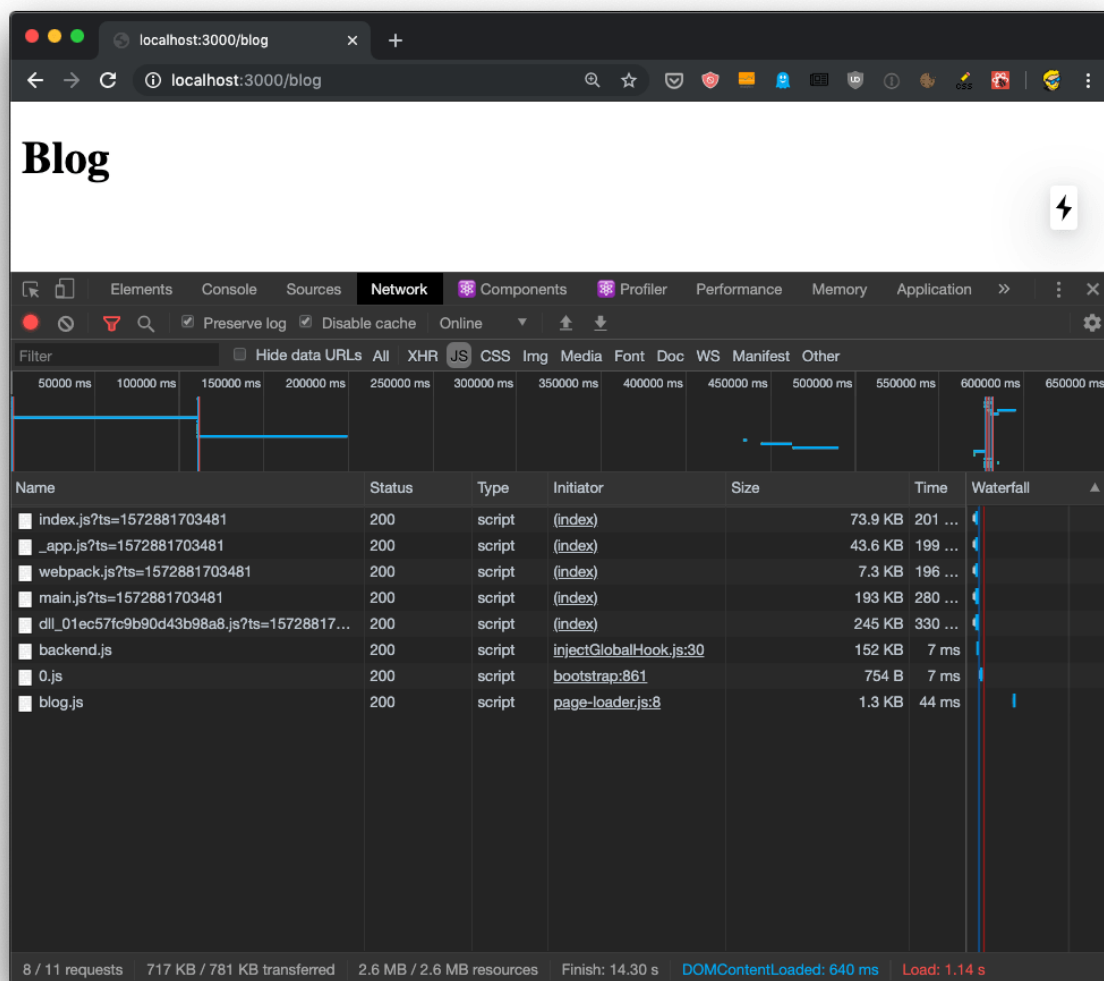 localhost:3000/blog
localhost:3000/blog
Blog
Elements Console Sources Network Components Profiler Performance Memory Application
Preserve log Disable cache Online
Filter Hide data URLs All XHR JS CSS Img Media Font Doc WS Manifest Other
50000 ms 100000 ms 150000 ms 200000 ms 250000 ms 300000 ms 350000 ms 400000 ms 450000 ms 500000 ms 550000 ms 600000 ms 650000 ms
Name Status Type Initiator Size Time Waterfall
index.js?ts=1572881703481 200 script (index) 73.9 KB 201 ...
_app.js?ts=1572881703481 200 script (index) 43.6 KB 199 ...
webpack.js?ts=1572881703481 200 script (index) 7.3 KB 196 ...
main.js?ts=1572881703481 200 script (index) 193 KB 280 ...
dll_01ec57fc9b90d43b98a8.js?ts=15728817... 200 script (index) 245 KB 330 ...
backend.js 200 script injectGlobalHook.js:30 152 KB 7 ms
0.js 200 script bootstrap:861 754 B 7 ms
blog.js 200 script page-loader.js:8 1.3 KB 44 ms
8 / 11 requests 717 KB / 781 KB transferred 2.6 MB / 2.6 MB resources Finish: 14.30 s DOMContentLoaded: 640 ms Load: 1.14 s